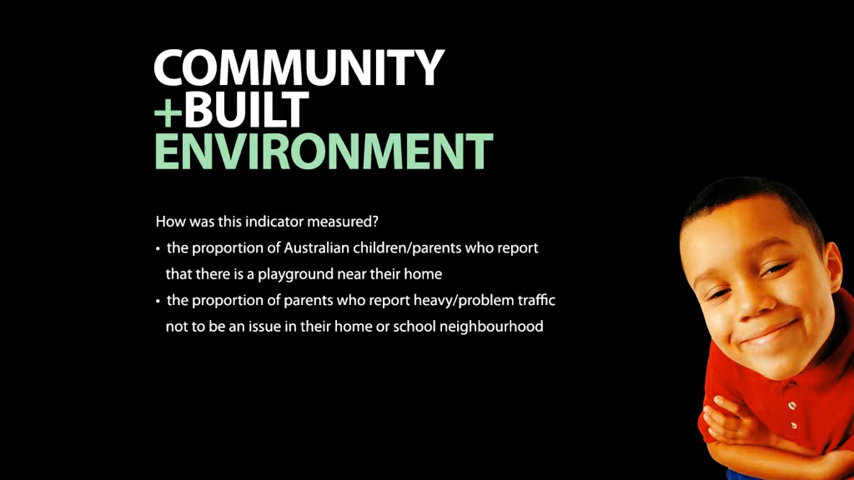 COMMUNITY
+BUILT
ENVIRONMENT
How was this indicator measured?
• the proportion of Australian children/parents who report
that there is a playground near their home
• the proportion of parents who report heavy/problem traffic
not to be an issue in their home or school neighbourhood